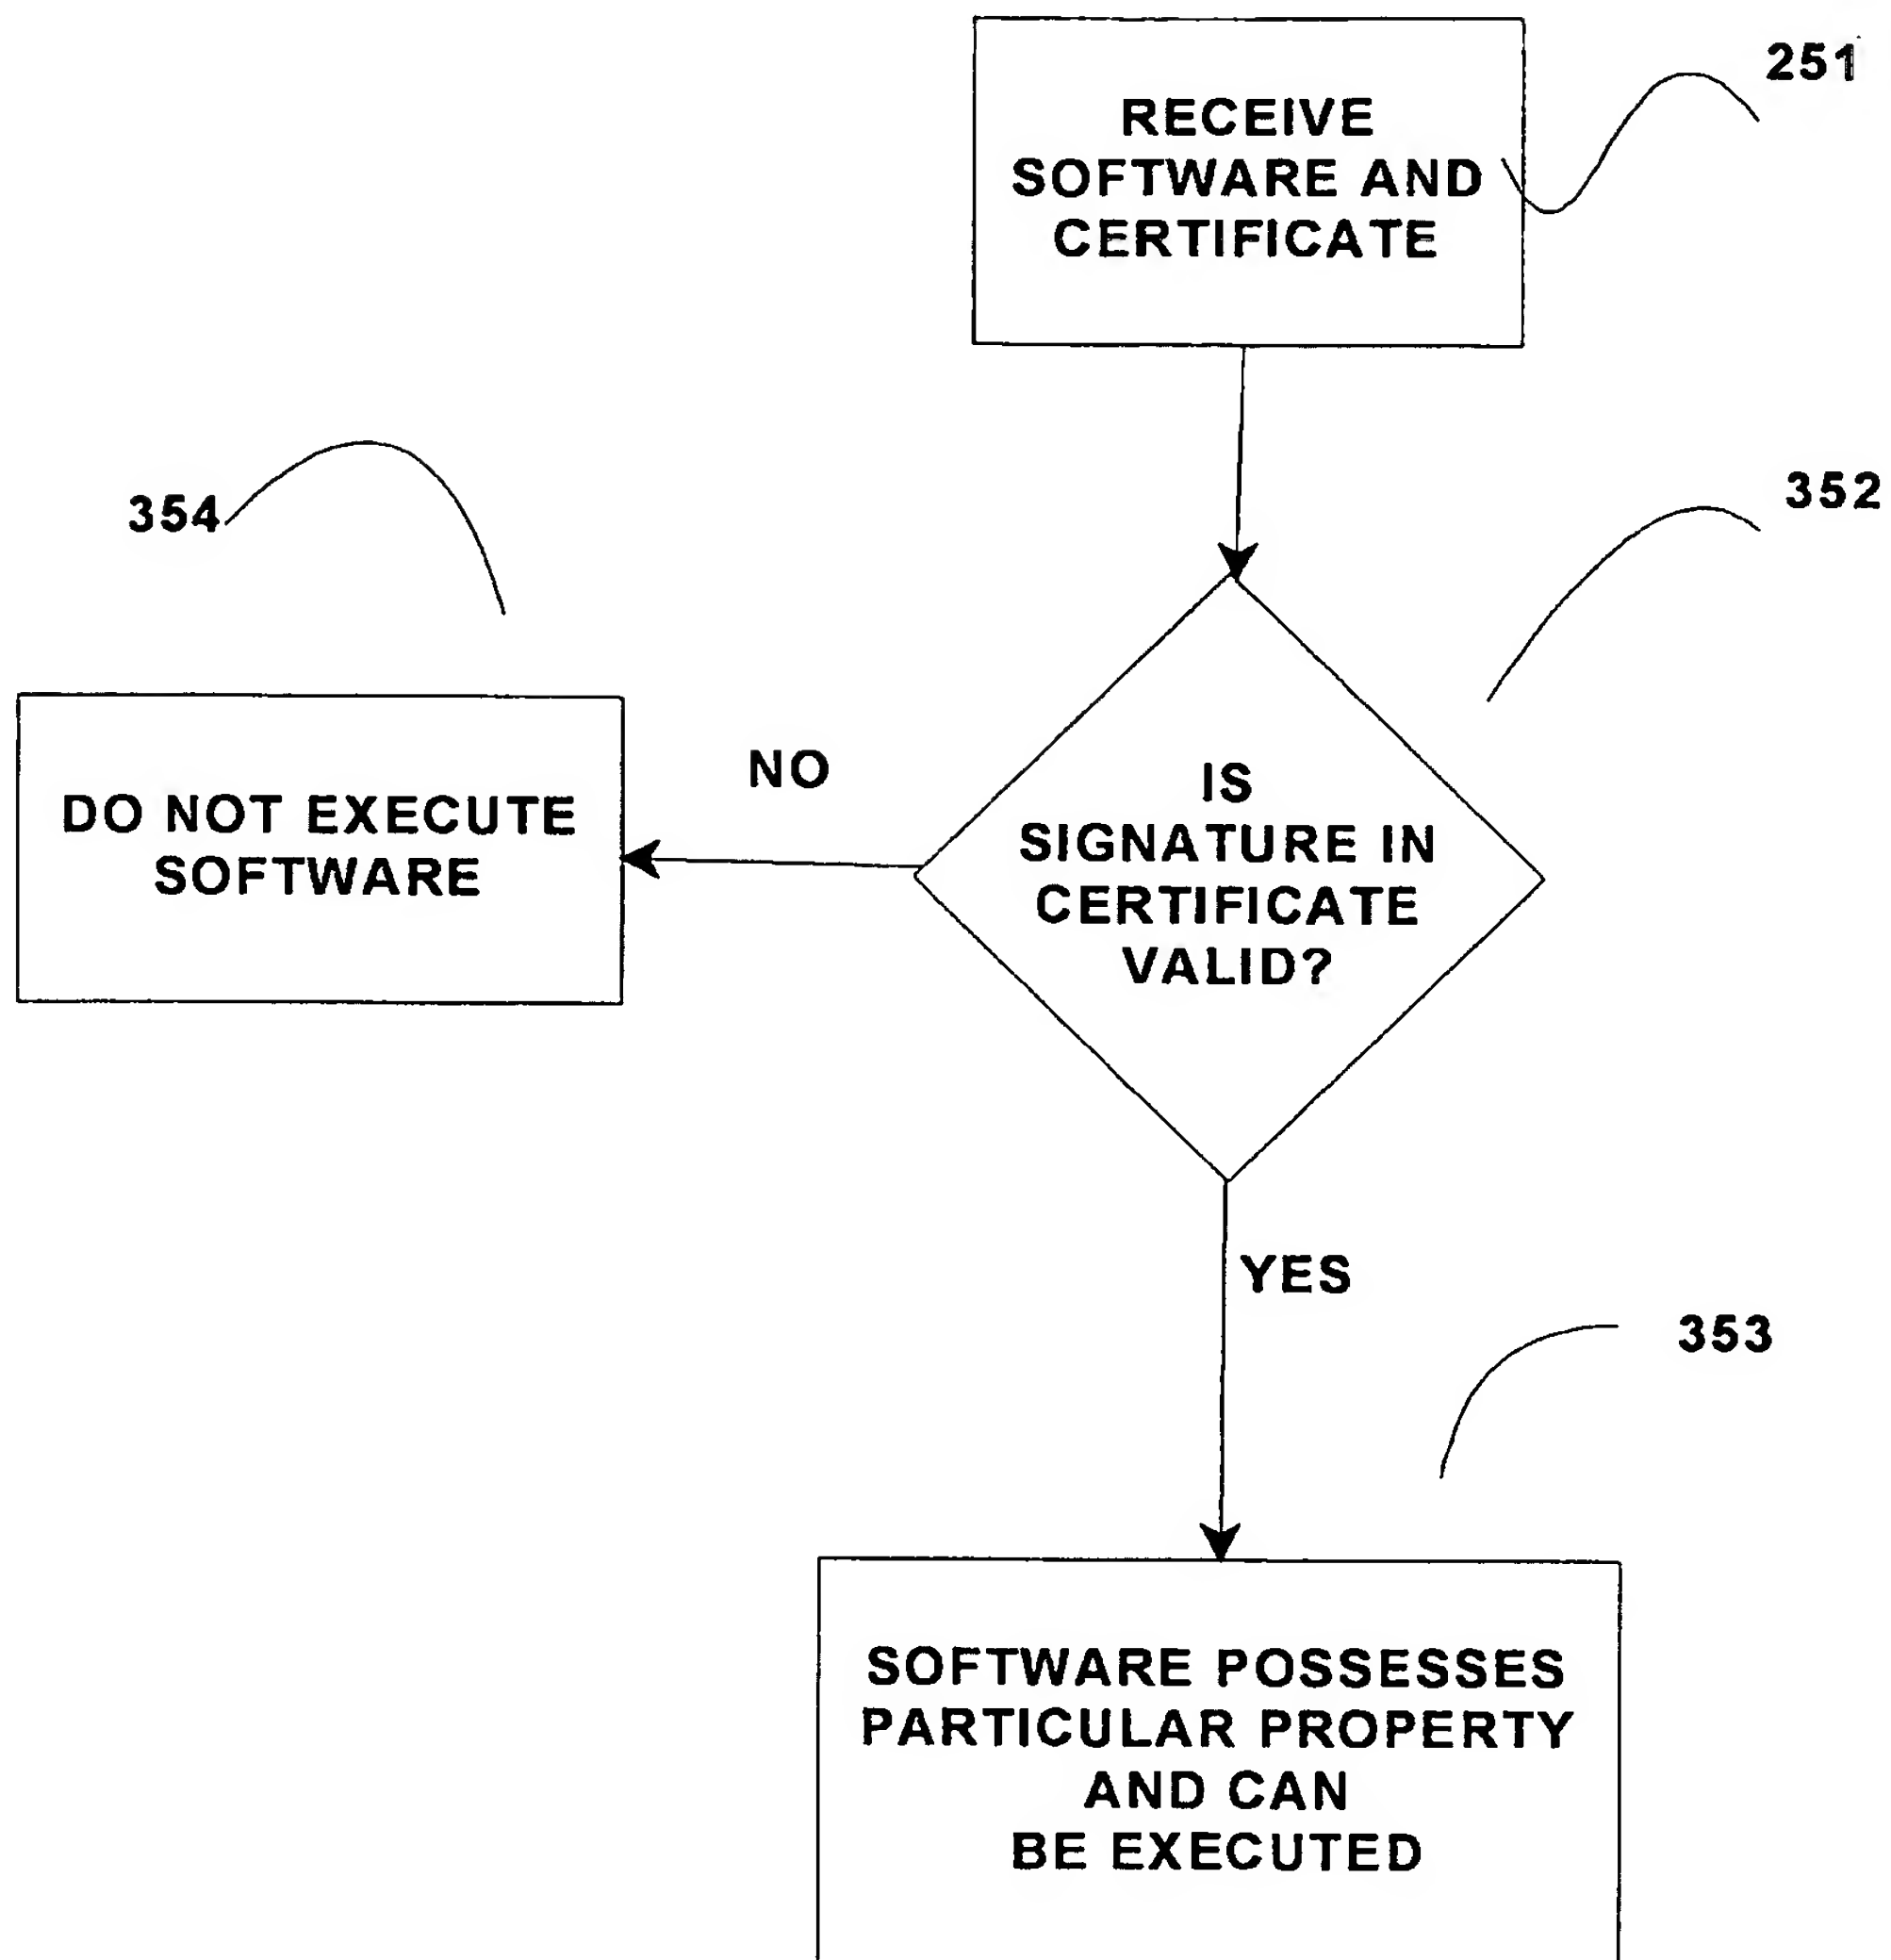 251
RECEIVE
SOFTWARE AND
CERTIFICATE
352
354
NO
DO NOT EXECUTE
SOFTWARE
IS
SIGNATURE IN
CERTIFICATE
VALID?
YES
353
SOFTWARE POSSESSES
PARTICULAR PROPERTY
AND CAN
BE EXECUTED